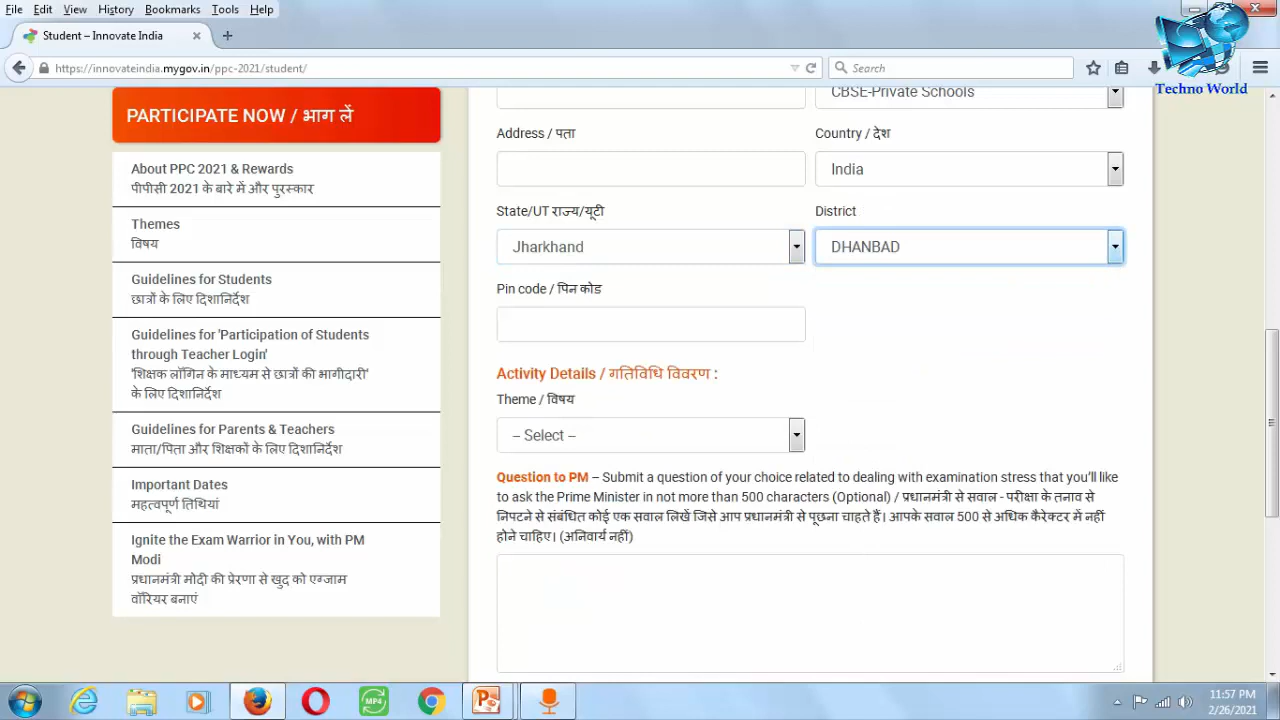 File Edit View History Bookmarks Tools Help
Student – Innovate India
https://innovateindia.mygov.in/ppc-2021/student/
Search
Techno World
PARTICIPATE NOW / भाग लें
About PPC 2021 & Rewards
पीपीसी 2021 के बारे में और पुरस्कार
Themes
विषय
Guidelines for Students
छात्रों के लिए दिशानिर्देश
Guidelines for 'Participation of Students
through Teacher Login'
'शिक्षक लॉगिन के माध्यम से छात्रों की भागीदारी'
के लिए दिशानिर्देश
Guidelines for Parents & Teachers
माता/पिता और शिक्षकों के लिए दिशानिर्देश
Important Dates
महत्वपूर्ण तिथियां
Ignite the Exam Warrior in You, with PM
Modi
प्रधानमंत्री मोदी की प्रेरणा से खुद को एग्जाम
वॉरियर बनाएं
CBSE-Private Schools
Address / पता
Country / देश
India
State/UT राज्य/यूटी
District
Jharkhand
DHANBAD
Pin code / पिन कोड
Activity Details / गतिविधि विवरण :
Theme / विषय
– Select –
Question to PM – Submit a question of your choice related to dealing with examination stress that you'll like
to ask the Prime Minister in not more than 500 characters (Optional) / प्रधानमंत्री से सवाल - परीक्षा के तनाव से
निपटने से संबंधित कोई एक सवाल लिखें जिसे आप प्रधानमंत्री से पूछना चाहते हैं। आपके सवाल 500 से अधिक कैरेक्टर में नहीं
होने चाहिए। (अनिवार्य नहीं)
MP4
11:57 PM
2/26/2021